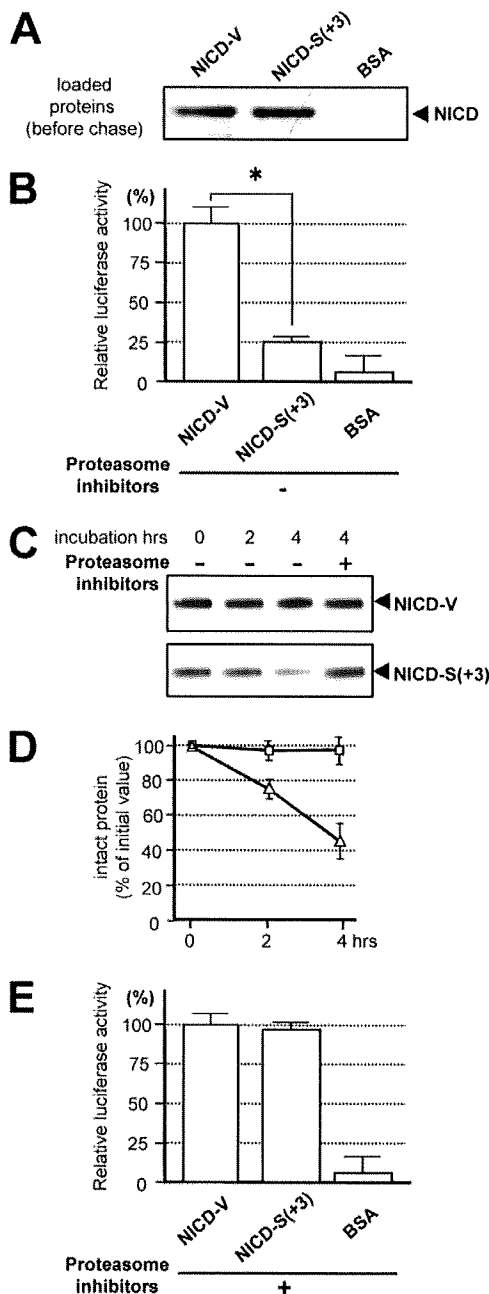 A
NICD-V NICD-S(+3) BSA
loaded
proteins
(before chase)
◄ NICD
B
Relative luciferase activity
(%)
*
100
75
50
25
0
NICD-V NICD-S(+3) BSA
Proteasome
inhibitors
-
C
incubation hrs 0 2 4 4
Proteasome
inhibitors - - - +
◄ NICD-V
◄ NICD-S(+3)
D
intact protein
(% of initial value)
100
80
60
40
20
0
0 2 4 hrs
E
Relative luciferase activity
(%)
100
75
50
25
0
NICD-V NICD-S(+3) BSA
Proteasome
inhibitors
+